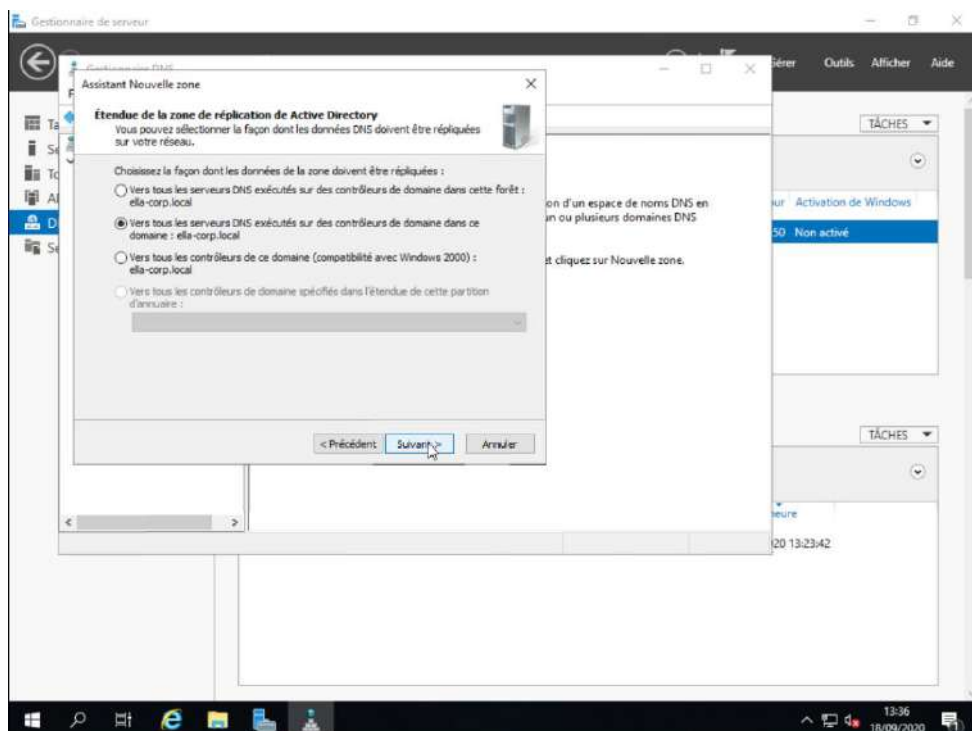 Gestionnaire de serveur
Gestionnaire DNS
Gérer Outils Afficher Aide
Assistant Nouvelle zone
Étendue de la zone de réplication de Active Directory
Vous pouvez sélectionner la façon dont les données DNS doivent être répliquées
sur votre réseau.
Choisissez la façon dont les données de la zone doivent être répliquées :
Vers tous les serveurs DNS exécutés sur des contrôleurs de domaine dans cette forêt :
ella-corp.local
Vers tous les serveurs DNS exécutés sur des contrôleurs de domaine dans ce
domaine : ella-corp.local
Vers tous les contrôleurs de ce domaine (compatibilité avec Windows 2000) :
ella-corp.local
Vers tous les contrôleurs de domaine spécifiés dans l'étendue de cette partition
d'annuaire :
< Précédent Suivant > Annuler
on d'un espace de noms DNS en
un ou plusieurs domaines DNS
et cliquez sur Nouvelle zone.
TÂCHES
ur Activation de Windows
50 Non activé
TÂCHES
heure
020 13:23:42
13:36
18/09/2020